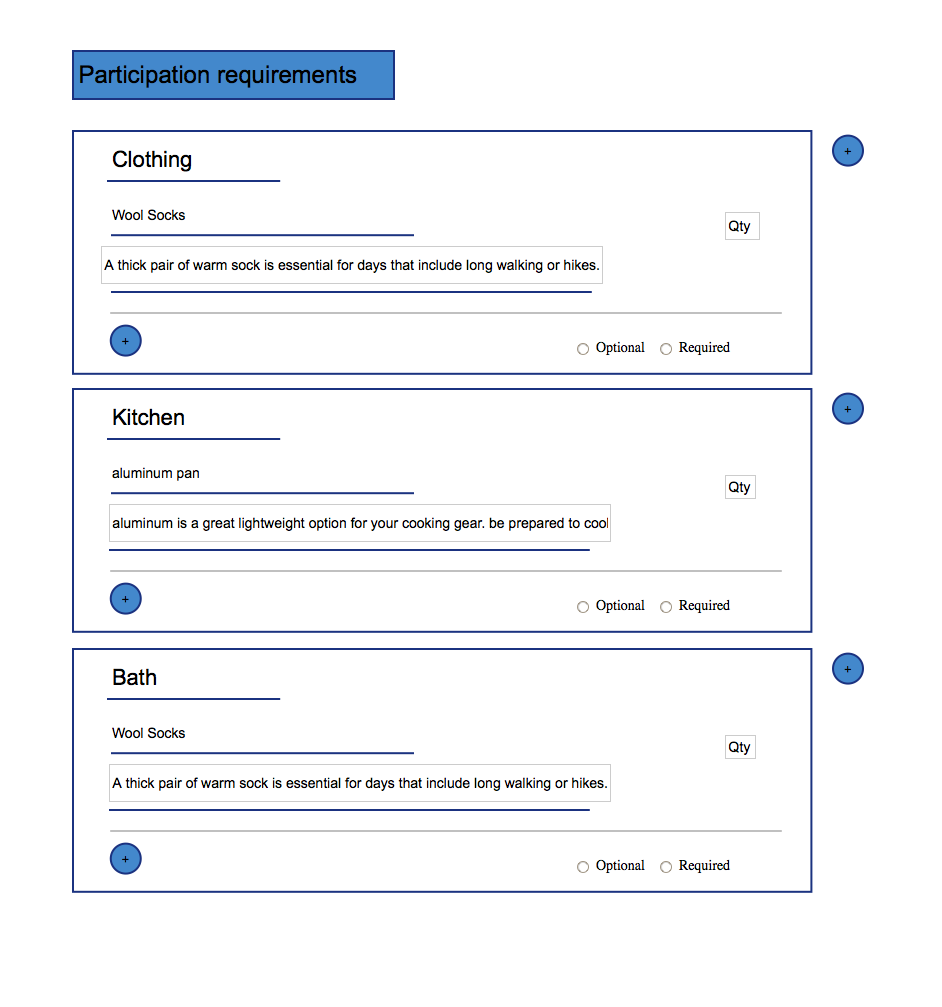 Participation requirements
Clothing
+
Wool Socks
Qty
A thick pair of warm sock is essential for days that include long walking or hikes.
+
Optional Required
Kitchen
+
aluminum pan
Qty
aluminum is a great lightweight option for your cooking gear. be prepared to cool
+
Optional Required
Bath
+
Wool Socks
Qty
A thick pair of warm sock is essential for days that include long walking or hikes.
+
Optional Required